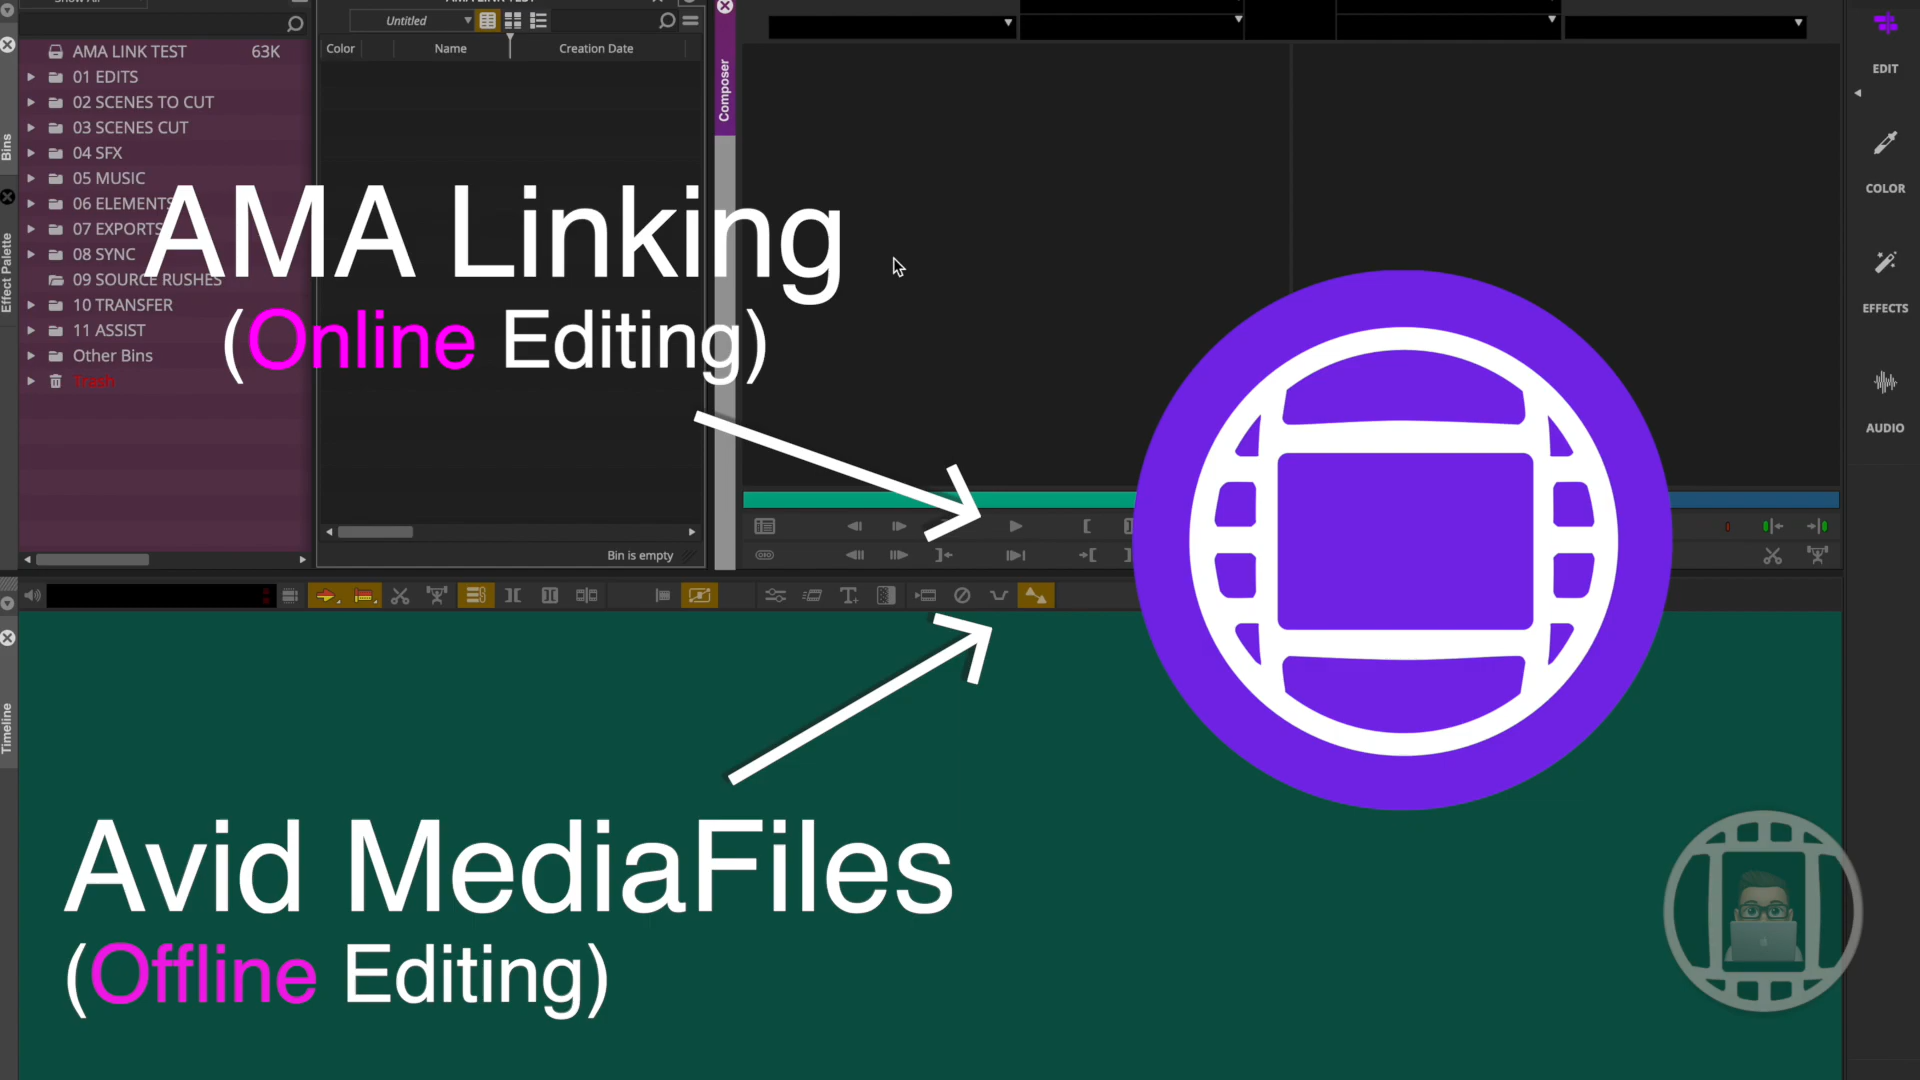 Untitled
Color
Name
Creation Date
AMA LINK TEST 63K
01 EDITS
02 SCENES TO CUT
03 SCENES CUT
04 SFX
05 MUSIC
06 ELEMENTS
07 EXPORTS
08 SYNC
09 SOURCE RUSHES
10 TRANSFER
11 ASSIST
Other Bins
Trash
Bins
Effect Palette
Composer
Bin is empty
Timeline
EDIT
COLOR
EFFECTS
AUDIO
AMA Linking
(Online Editing)
Avid MediaFiles
(Offline Editing)